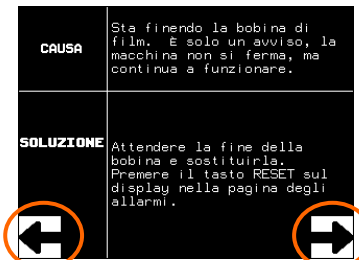 CAUSA
Sta finendo la bobina di
film. È solo un avviso, la
macchina non si ferma, ma
continua a funzionare.
SOLUZIONE
Attendere la fine della
bobina e sostituirla.
Premere il tasto RESET sul
display nella pagina degli
allarmi.